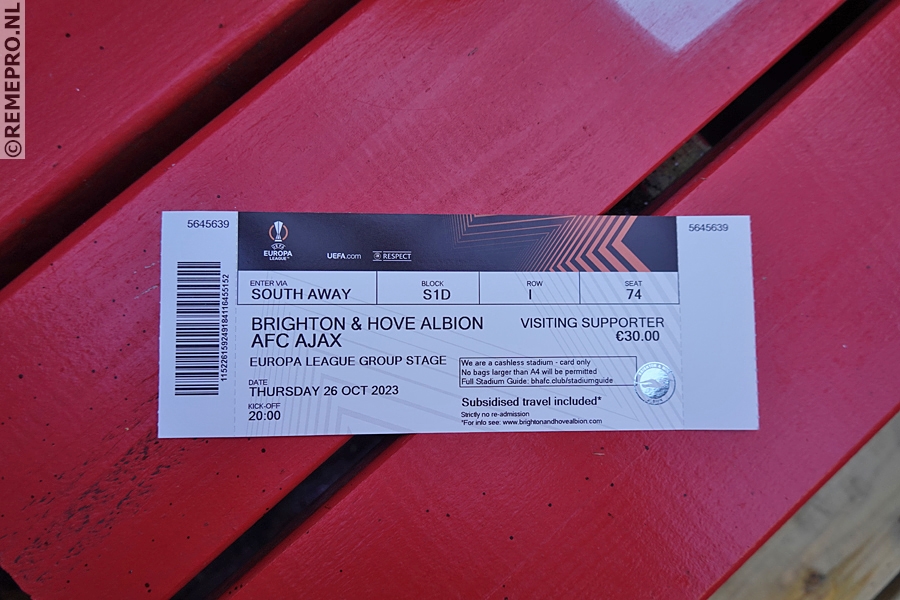 ©REMEPRO.NL
5645639
5645639
EUROPA
LEAGUE™
UEFA.com
RESPECT
ENTER VIA
SOUTH AWAY
BLOCK
S1D
ROW
I
SEAT
74
BRIGHTON & HOVE ALBION
AFC AJAX
VISITING SUPPORTER
€30.00
EUROPA LEAGUE GROUP STAGE
We are a cashless stadium - card only
No bags larger than A4 will be permitted
Full Stadium Guide: bhafc.club/stadiumguide
DATE
THURSDAY 26 OCT 2023
KICK-OFF
20:00
Subsidised travel included*
Strictly no re-admission
*For info see: www.brightonandhovealbion.com